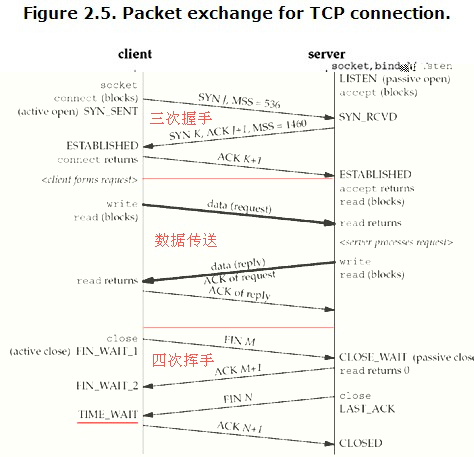 Figure 2.5. Packet exchange for TCP connection.
client
server
socket, bind, listen
socket
LISTEN (passive open)
connect (blocks)
accept (blocks)
(active open) SYN_SENT
SYN J, MSS = 536
三次握手
SYN_RCVD
SYN K, ACK J+1, MSS = 1460
ESTABLISHED
connect returns
ACK K+1
<client forms request>
ESTABLISHED
accept returns
read (blocks)
write
read (blocks)
data (request)
read returns
数据传送
<server processes request>
data (reply)
ACK of request
write
read (blocks)
read returns
ACK of reply
close
(active close) FIN_WAIT_1
FIN M
四次挥手
CLOSE_WAIT (passive close
read returns 0
ACK M+1
FIN_WAIT_2
close
FIN N
LAST_ACK
TIME_WAIT
ACK N+1
CLOSED